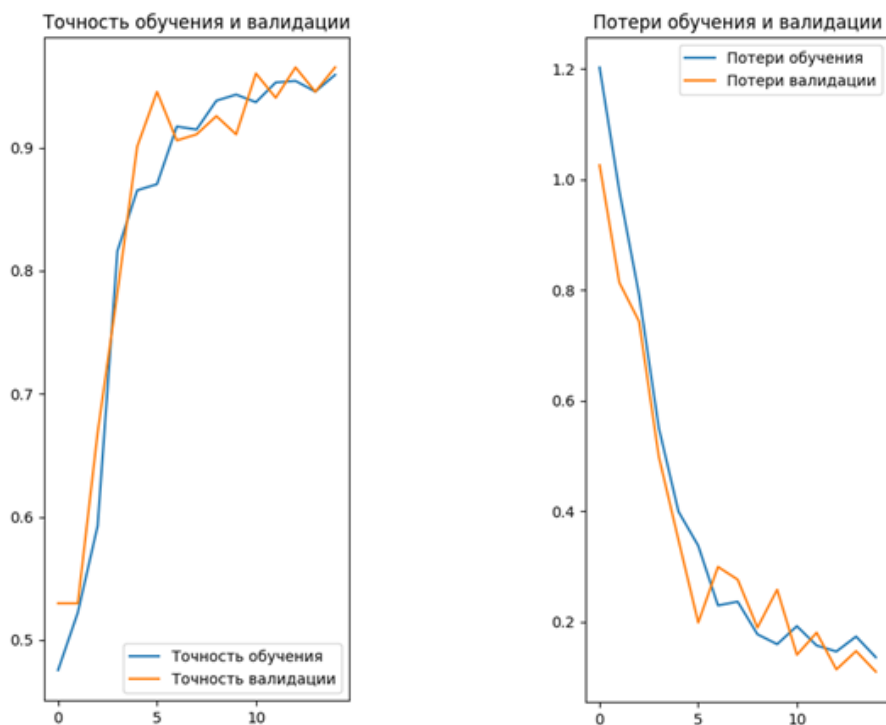 Точность обучения и валидации
0.9
0.8
0.7
0.6
0.5
Точность обучения
Точность валидации
0
5
10
Потери обучения и валидации
Потери обучения
Потери валидации
1.2
1.0
0.8
0.6
0.4
0.2
0
5
10